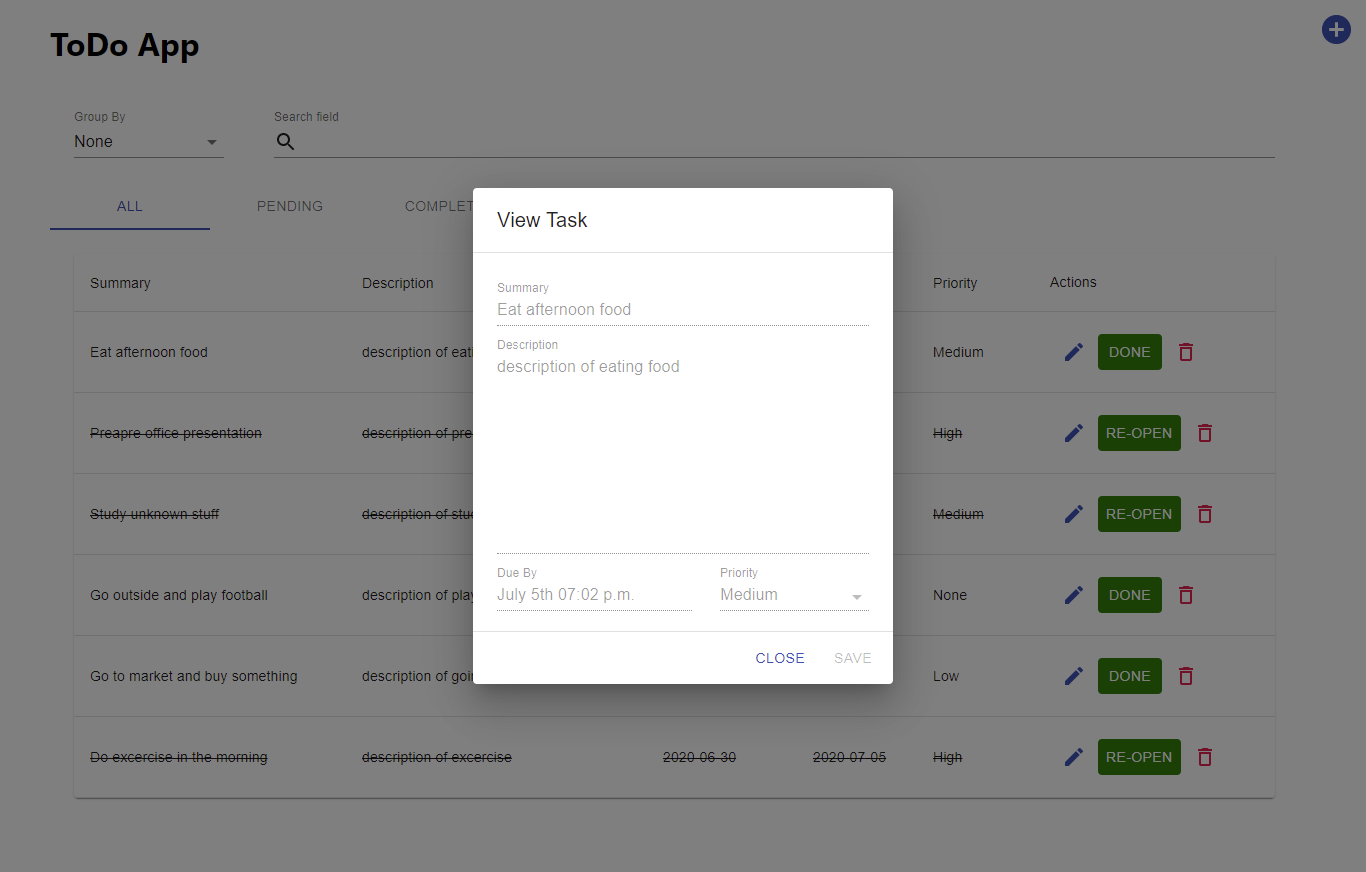 ToDo App
Group By
Search field
None
ALL PENDING COMPLET
View Task
Summary
Eat afternoon food
Description
description of eating food
Due By Priority
July 5th 07:02 p.m. Medium
CLOSE SAVE
Summary Description Priority Actions
Eat afternoon food description of eati Medium DONE
Preapre office presentation description of pre High RE-OPEN
Study unknown stuff description of stud Medium RE-OPEN
Go outside and play football description of play None DONE
Go to market and buy something description of goin Low DONE
Do excercise in the morning description of excercise 2020-06-30 2020-07-05 High RE-OPEN